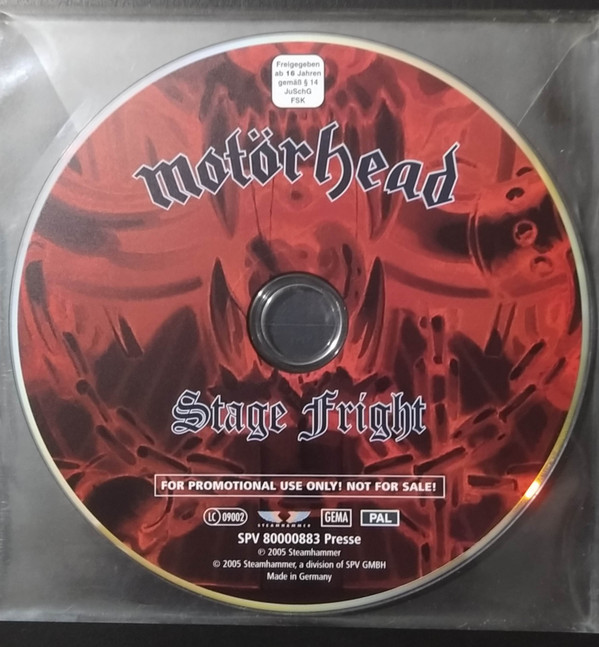 Freigegeben
ab 16 Jahren
gemäß § 14
JuSchG
FSK
motörhead
Stage Fright
FOR PROMOTIONAL USE ONLY! NOT FOR SALE!
LC 09002 STEAMHAMMER GEMA PAL
SPV 80000883 Presse
℗ 2005 Steamhammer
© 2005 Steamhammer, a division of SPV GMBH
Made in Germany